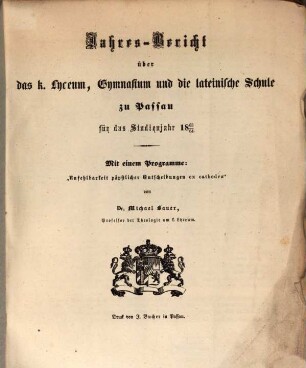 Jahres-Bericht
über
das k. Lyceum, Gymnasium und die lateinische Schule
zu Passau
für das Studienjahr 18
Mit einem Programme:
„Unfehlbarkeit päpstlicher Entscheidungen ex cathedra“
von
Dr. Michael Bauer,
Professor der Theologie am k. Lyceum.
Druck von J. Bucher in Passau.